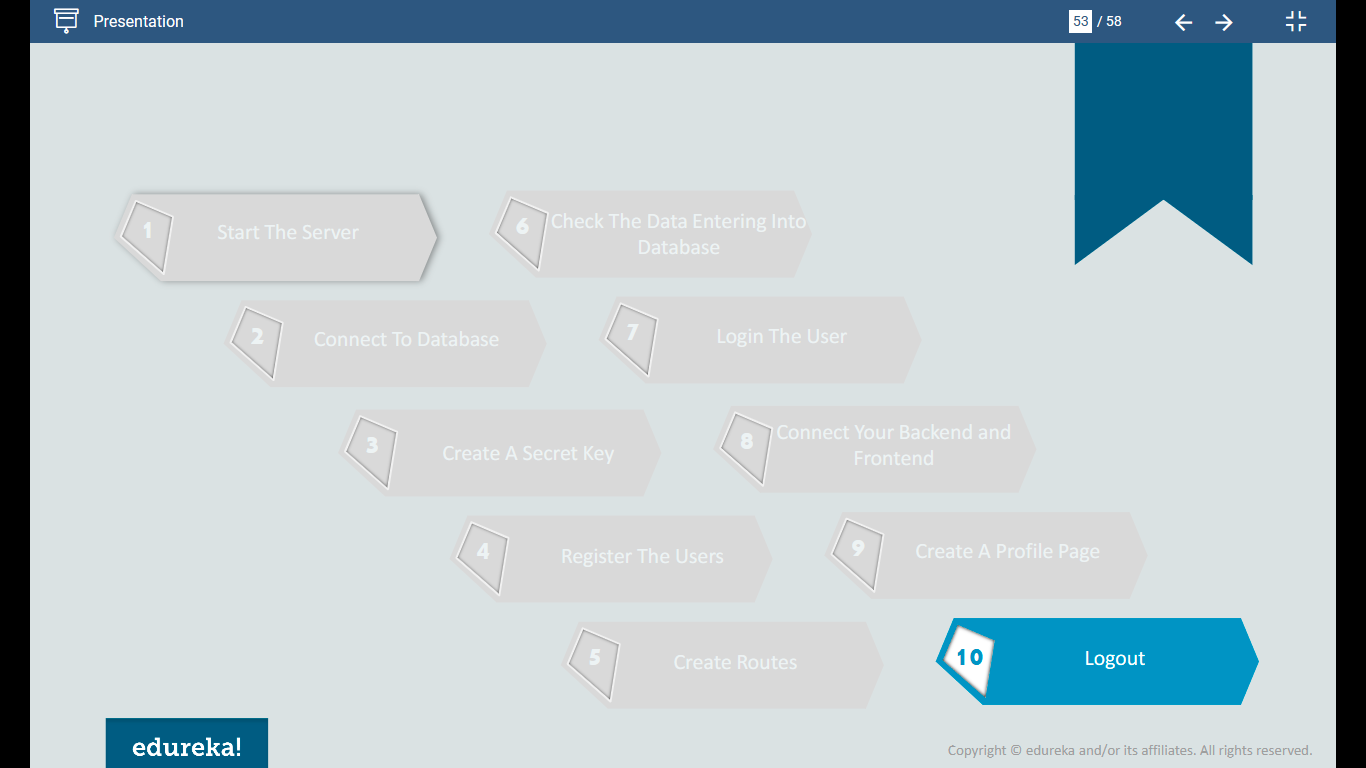 Presentation
53 / 58
1
Start The Server
2
Connect To Database
3
Create A Secret Key
4
Register The Users
5
Create Routes
6
Check The Data Entering Into
Database
7
Login The User
8
Connect Your Backend and
Frontend
9
Create A Profile Page
10
Logout
edureka!
Copyright © edureka and/or its affiliates. All rights reserved.